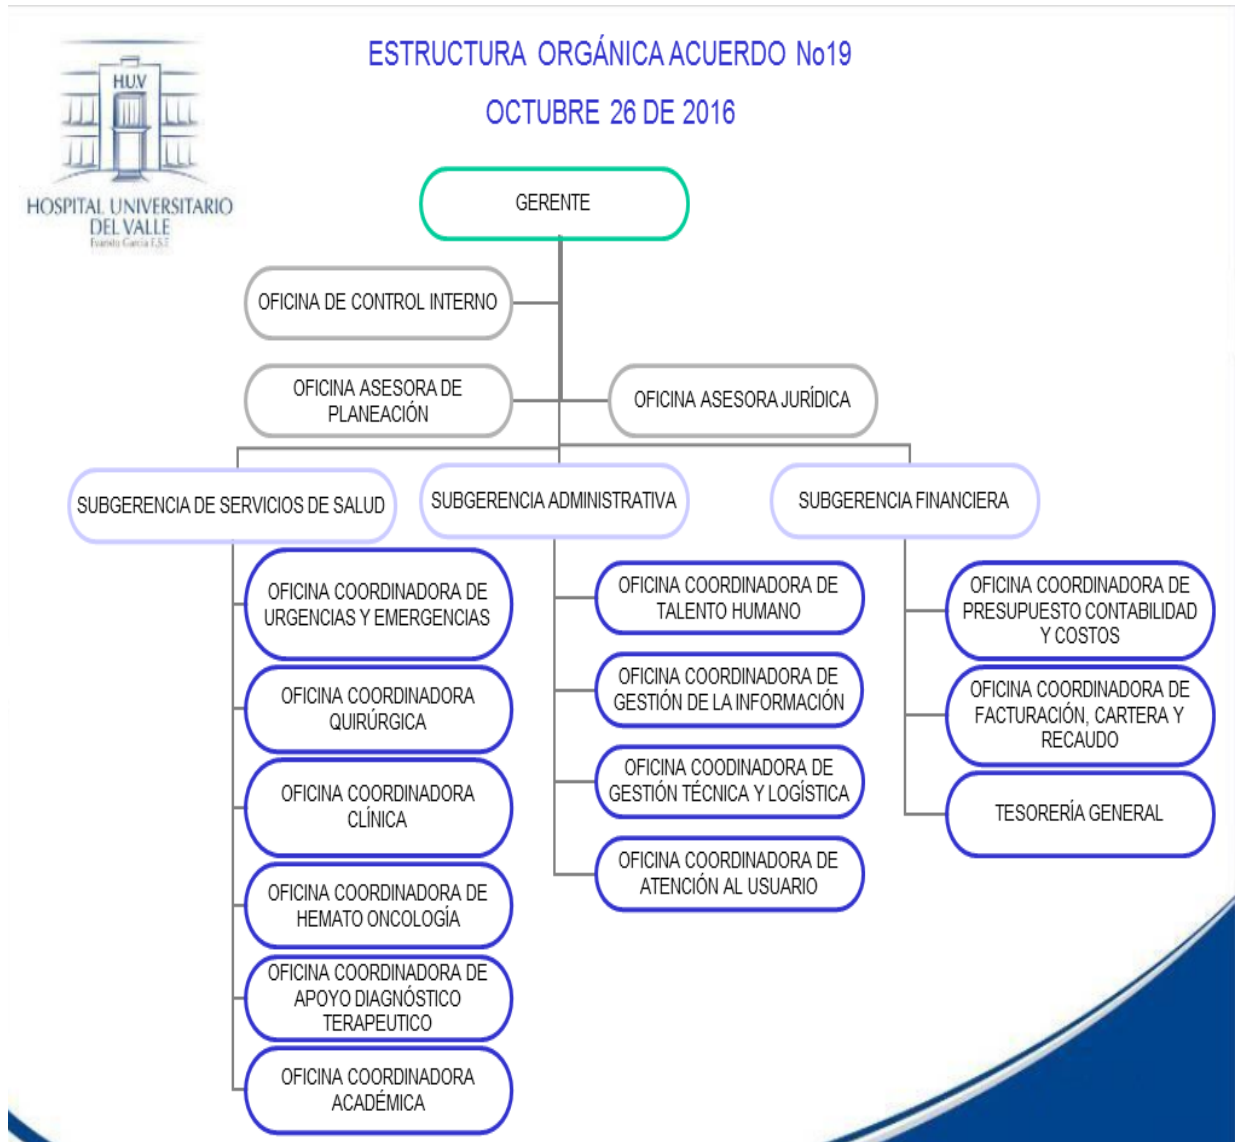 ESTRUCTURA ORGÁNICA ACUERDO No19
OCTUBRE 26 DE 2016
H.U.V
HOSPITAL UNIVERSITARIO
DEL VALLE
Evaristo García E.S.E
GERENTE
OFICINA DE CONTROL INTERNO
OFICINA ASESORA DE
PLANEACIÓN
OFICINA ASESORA JURÍDICA
SUBGERENCIA DE SERVICIOS DE SALUD
SUBGERENCIA ADMINISTRATIVA
SUBGERENCIA FINANCIERA
OFICINA COORDINADORA DE
URGENCIAS Y EMERGENCIAS
OFICINA COORDINADORA
QUIRÚRGICA
OFICINA COORDINADORA
CLÍNICA
OFICINA COORDINADORA DE
HEMATO ONCOLOGÍA
OFICINA COORDINADORA DE
APOYO DIAGNÓSTICO
TERAPEUTICO
OFICINA COORDINADORA
ACADÉMICA
OFICINA COORDINADORA DE
TALENTO HUMANO
OFICINA COORDINADORA DE
GESTIÓN DE LA INFORMACIÓN
OFICINA COODINADORA DE
GESTIÓN TÉCNICA Y LOGÍSTICA
OFICINA COORDINADORA DE
ATENCIÓN AL USUARIO
OFICINA COORDINADORA DE
PRESUPUESTO CONTABILIDAD
Y COSTOS
OFICINA COORDINADORA DE
FACTURACIÓN, CARTERA Y
RECAUDO
TESORERÍA GENERAL